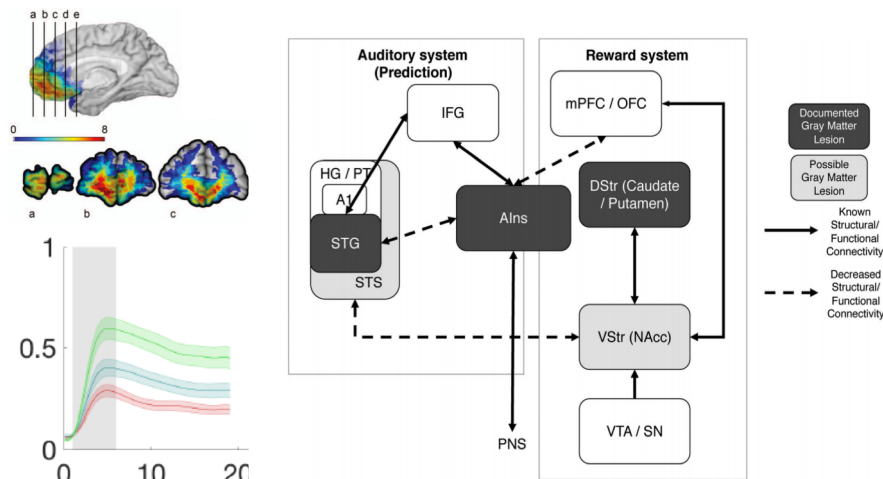 a b c d e
0 8
a b c
1
0.5
0
0 10 20
Auditory system
(Prediction)
Reward system
IFG
mPFC / OFC
HG / PT
A1
STG
STS
AIns
DStr (Caudate
/ Putamen)
VStr (NAcc)
VTA / SN
PNS
Documented
Gray Matter
Lesion
Possible
Gray Matter
Lesion
Known
Structural/
Functional
Connectivity
Decreased
Structural/
Functional
Connectivity